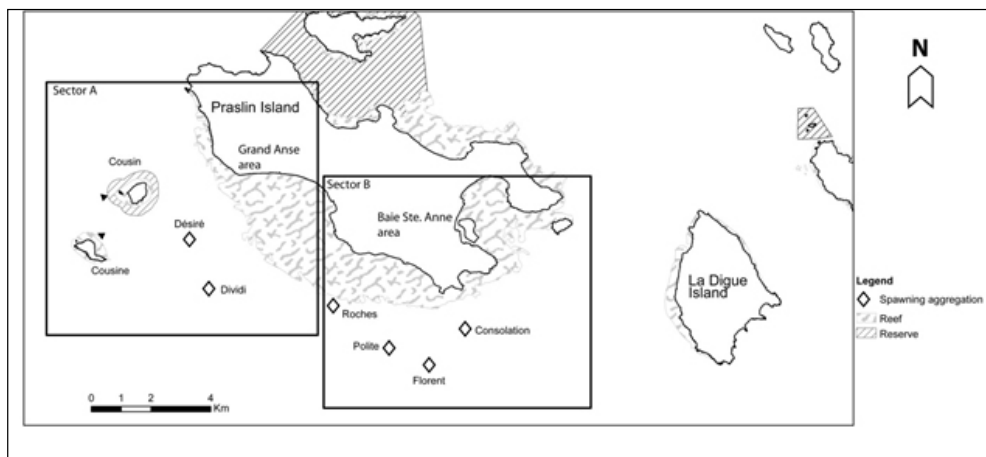 Sector A
Praslin Island
Grand Anse
area
Cousin
Sector B
Baie Ste. Anne
area
Désiré
Cousine
Dividi
Roches
Consolation
Polite
Florent
La Digue
Island
N
Legend
Spawning aggregation
Reef
Reserve
0 1 2 4
Km